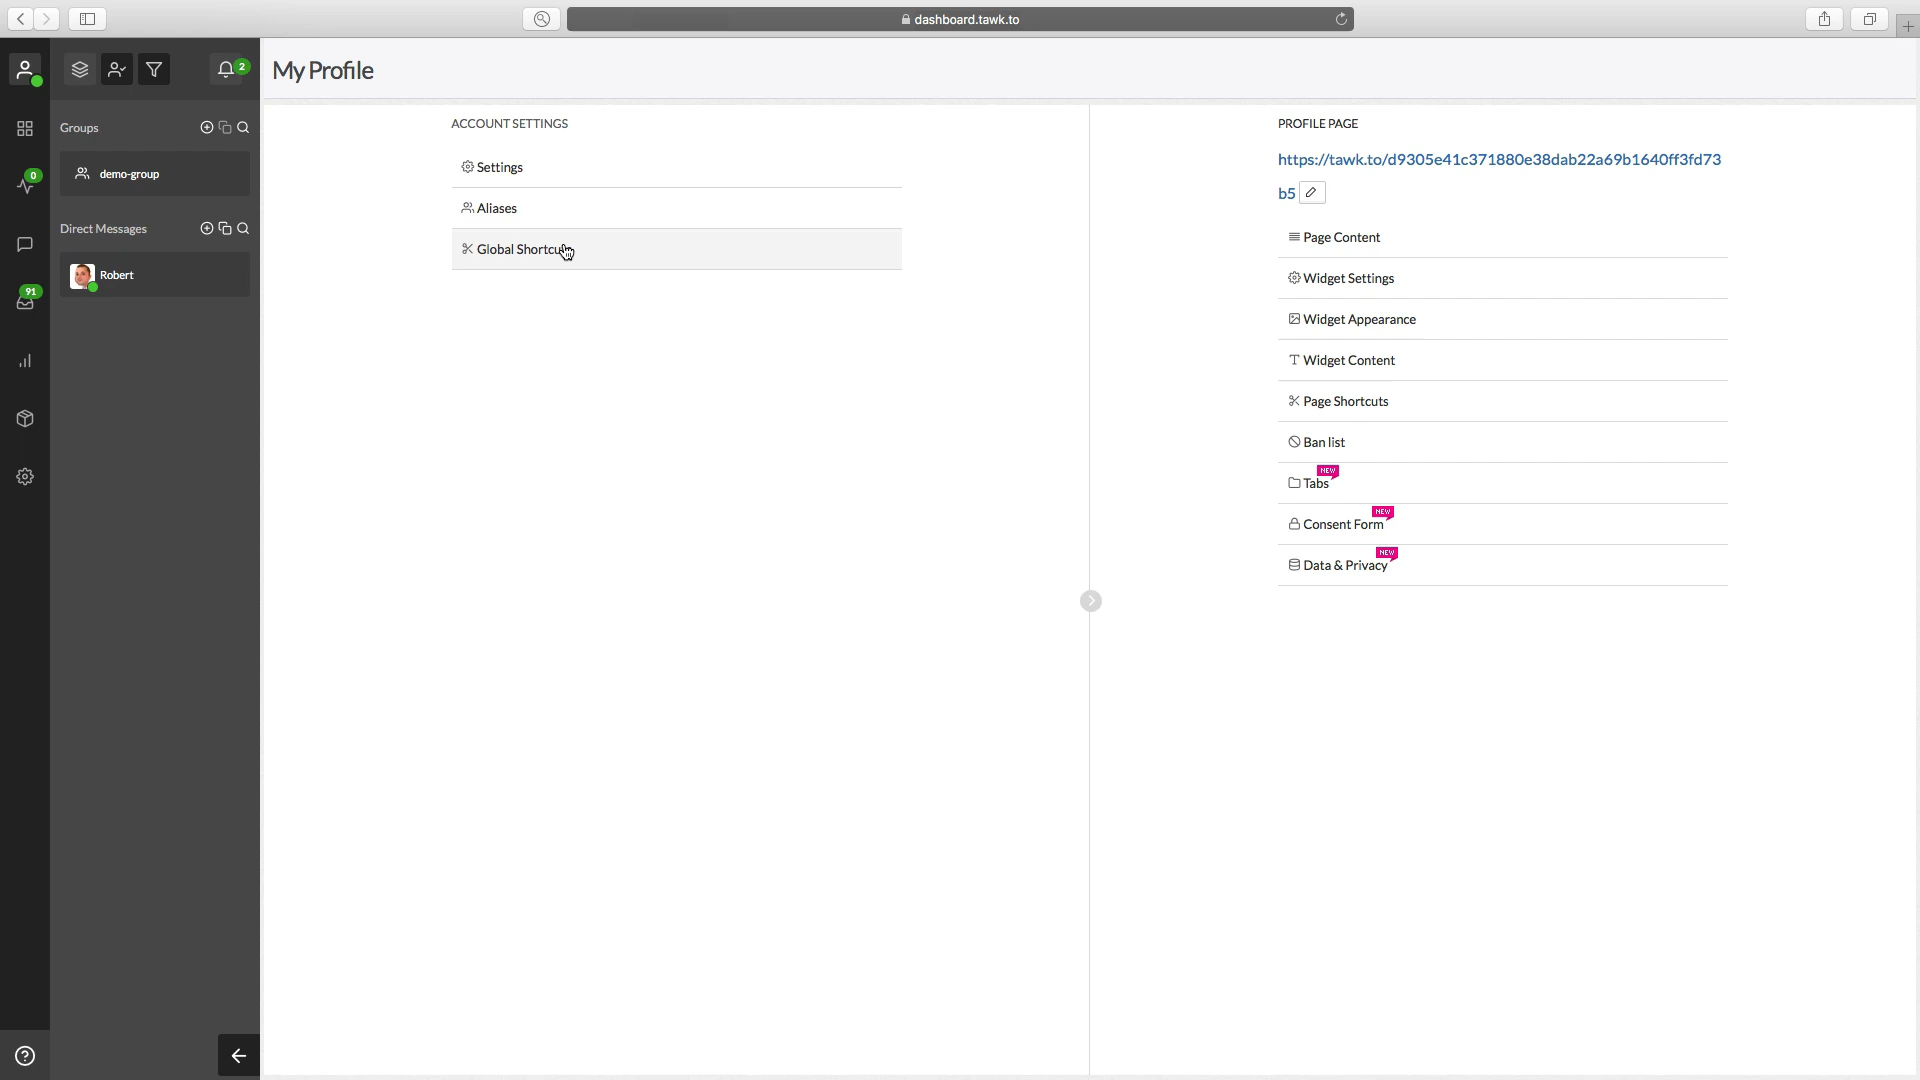 dashboard.tawk.to
2
My Profile
Groups
demo-group
0
Direct Messages
Robert
91
ACCOUNT SETTINGS
Settings
Aliases
Global
PROFILE PAGE
https://tawk.to/d9305e41c371880e38dab22a69b1640ff3fd73
b5
Page Content
Widget Settings
Widget Appearance
Widget Content
Page Shortcuts
Ban list
NEW
Tabs
NEW
Consent Form
NEW
Data & Privacy